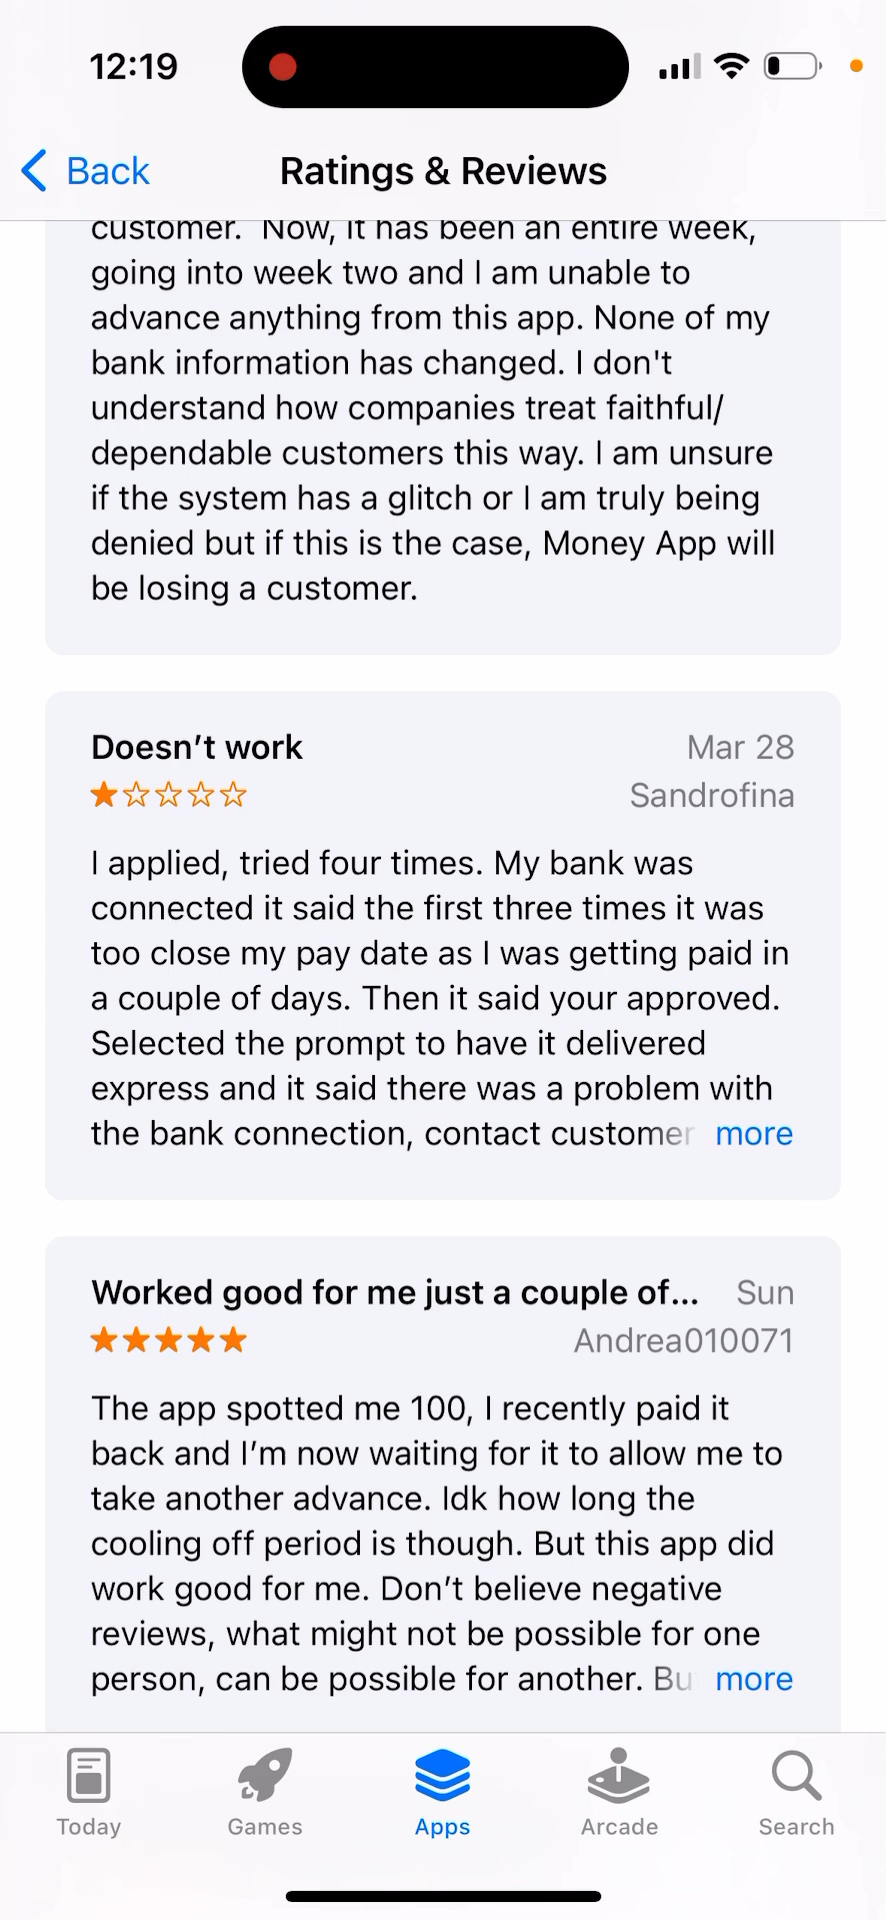 12:19
Back
Ratings & Reviews
customer. Now, it has been an entire week,
going into week two and I am unable to
advance anything from this app. None of my
bank information has changed. I don't
understand how companies treat faithful/
dependable customers this way. I am unsure
if the system has a glitch or I am truly being
denied but if this is the case, Money App will
be losing a customer.
Doesn't work
Mar 28
Sandrofina
I applied, tried four times. My bank was
connected it said the first three times it was
too close my pay date as I was getting paid in
a couple of days. Then it said your approved.
Selected the prompt to have it delivered
express and it said there was a problem with
the bank connection, contact customer more
Worked good for me just a couple of...
Sun
Andrea010071
The app spotted me 100, I recently paid it
back and I'm now waiting for it to allow me to
take another advance. Idk how long the
cooling off period is though. But this app did
work good for me. Don't believe negative
reviews, what might not be possible for one
person, can be possible for another. Bu more
Today
Games
Apps
Arcade
Search